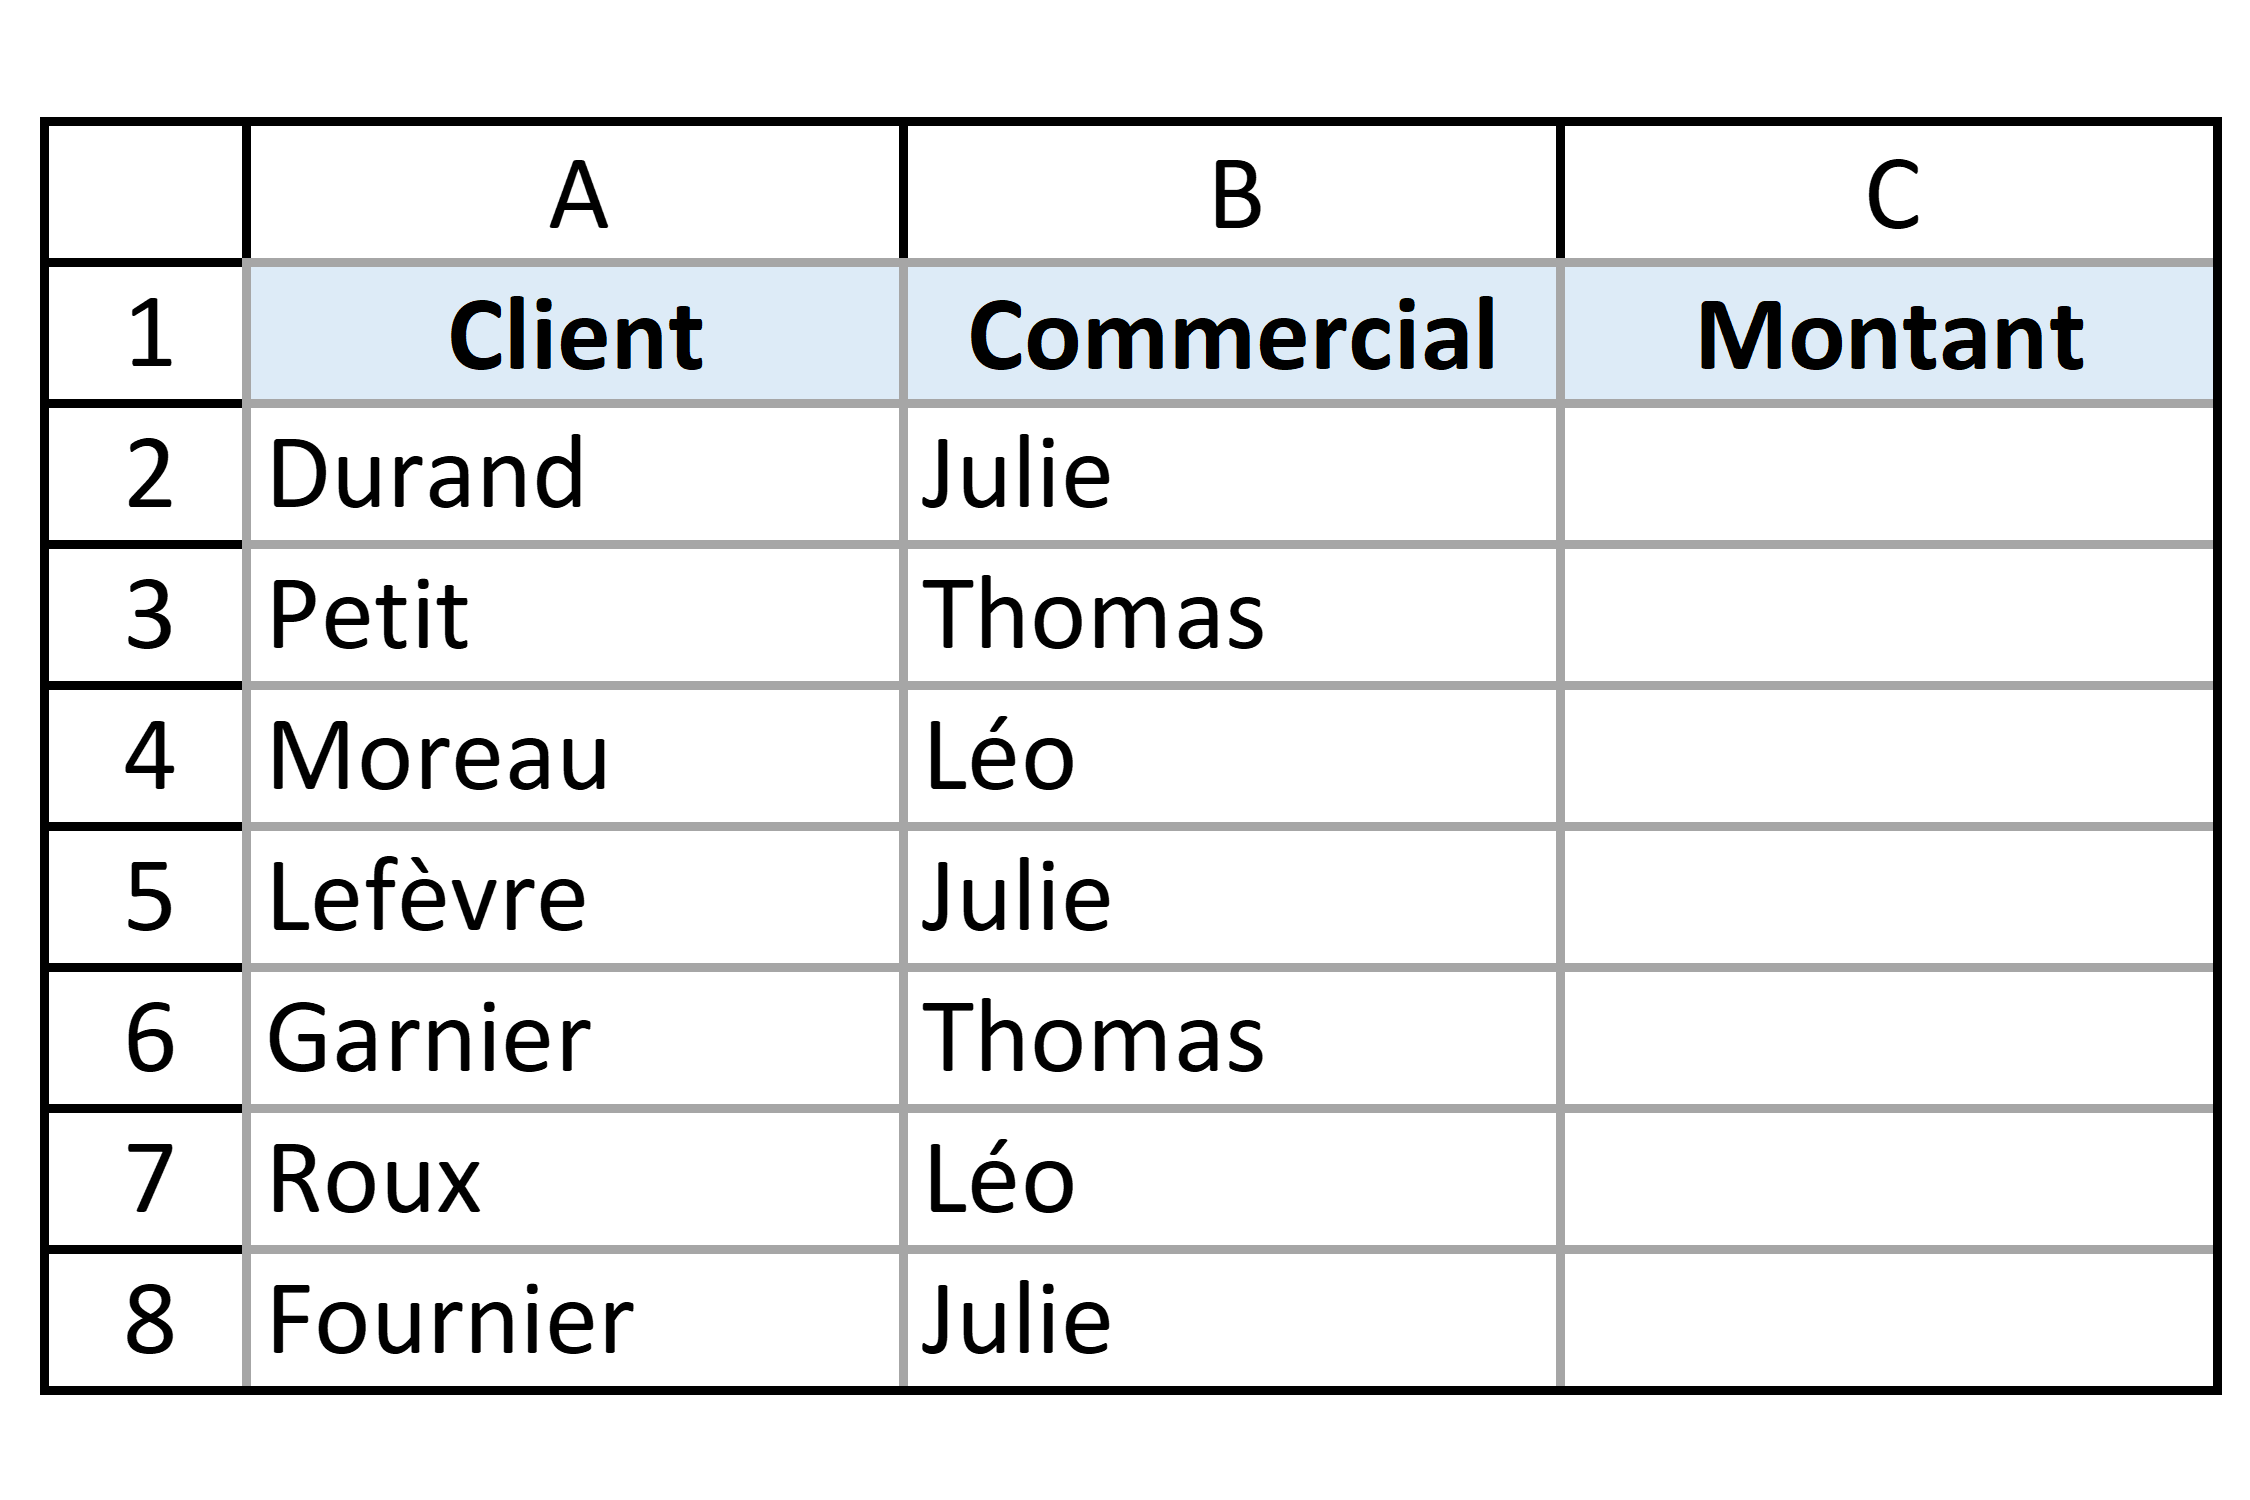 A B C
1 Client Commercial Montant
2 Durand Julie
3 Petit Thomas
4 Moreau Léo
5 Lefèvre Julie
6 Garnier Thomas
7 Roux Léo
8 Fournier Julie